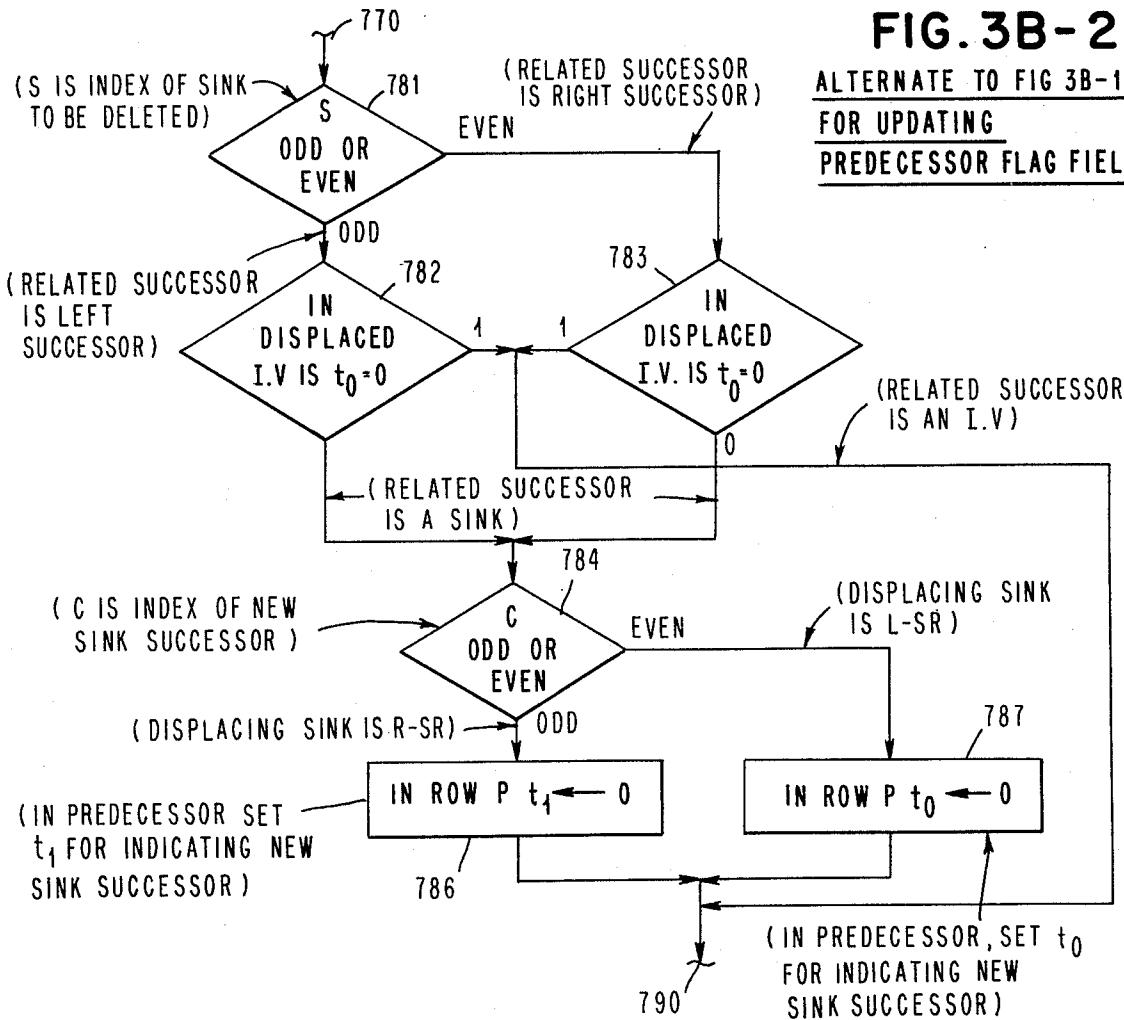 770
FIG. 3B-2
ALTERNATE TO FIG 3B-1
FOR UPDATING
PREDECESSOR FLAG FIEL
(S IS INDEX OF SINK
TO BE DELETED)
781
S
ODD OR
EVEN
EVEN
(RELATED SUCCESSOR
IS RIGHT SUCCESSOR)
ODD
(RELATED SUCCESSOR
IS LEFT
SUCCESSOR)
782
IN
DISPLACED
I.V IS t0=0
1
783
IN
DISPLACED
I.V. IS t0=0
1
0
(RELATED SUCCESSOR
IS AN I.V)
(RELATED SUCCESSOR
IS A SINK)
(C IS INDEX OF NEW
SINK SUCCESSOR)
784
C
ODD OR
EVEN
EVEN
(DISPLACING SINK
IS L-SR)
(DISPLACING SINK IS R-SR)
ODD
IN ROW P t1 ← 0
786
787
IN ROW P t0 ← 0
(IN PREDECESSOR SET
t1 FOR INDICATING NEW
SINK SUCCESSOR)
(IN PREDECESSOR, SET t0
FOR INDICATING NEW
SINK SUCCESSOR)
790